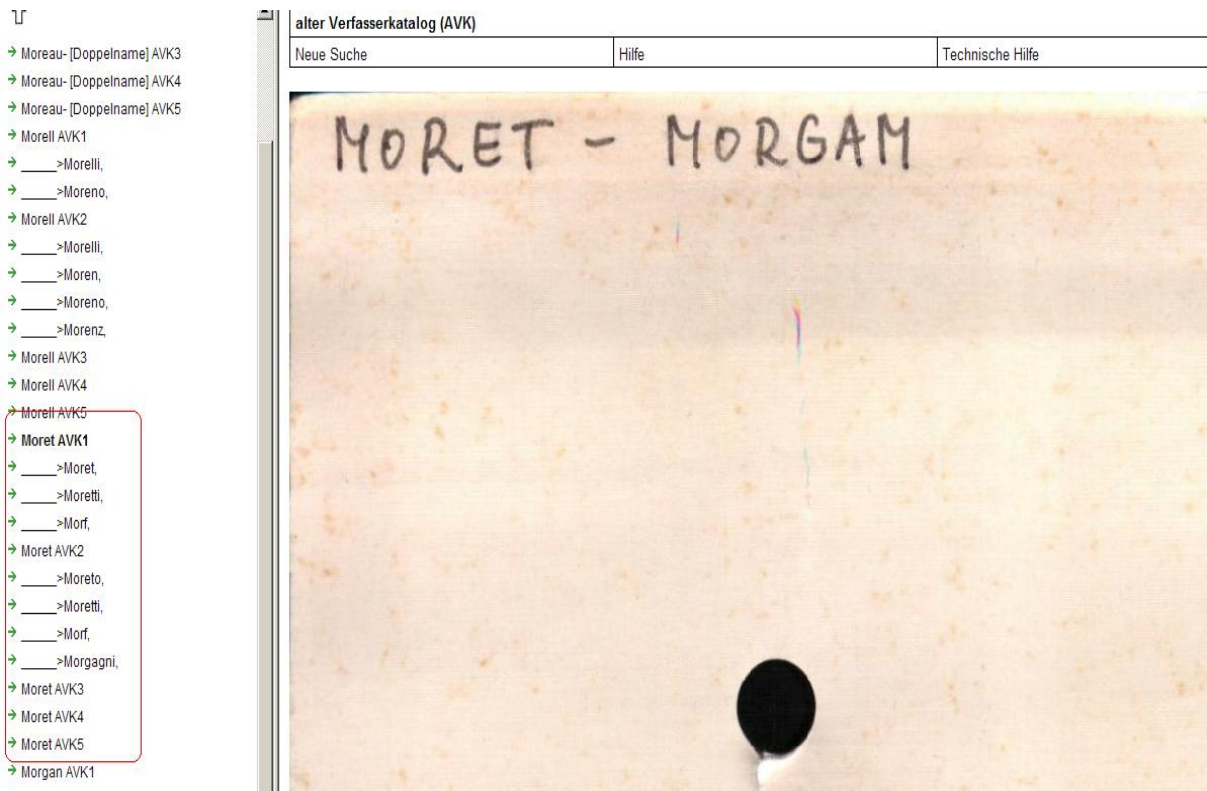 Moreau- [Doppelname] AVK3
Moreau- [Doppelname] AVK4
Moreau- [Doppelname] AVK5
Morell AVK1
_____>Morelli,
_____>Moreno,
Morell AVK2
_____>Morelli,
_____>Moren,
_____>Moreno,
_____>Morenz,
Morell AVK3
Morell AVK4
Morell AVK5
Moret AVK1
_____>Moret,
_____>Moretti,
_____>Morf,
Moret AVK2
_____>Moreto,
_____>Moretti,
_____>Morf,
_____>Morgagni,
Moret AVK3
Moret AVK4
Moret AVK5
Morgan AVK1
alter Verfasserkatalog (AVK)
Neue Suche Hilfe Technische Hilfe
MORET - MORGAM